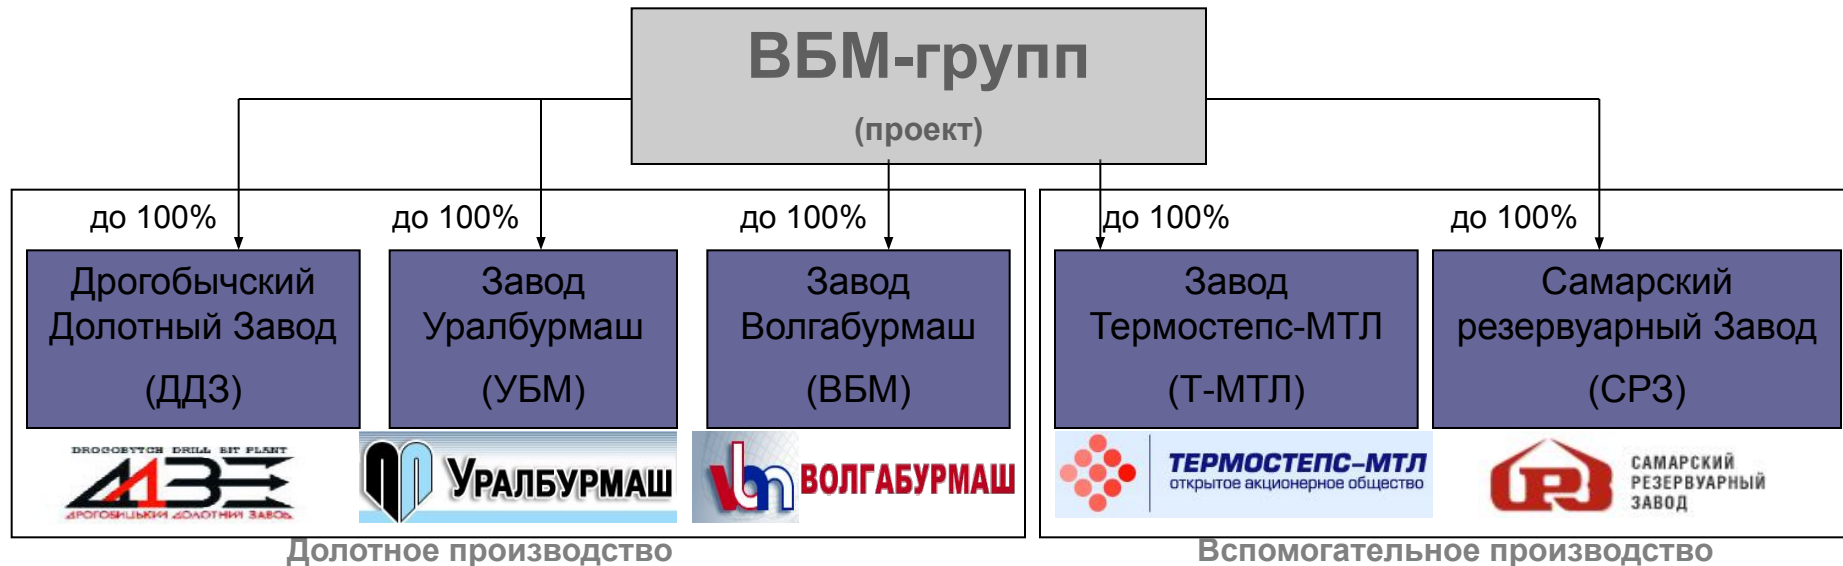 ВБМ-групп
(проект)
до 100%
до 100%
до 100%
до 100%
до 100%
Дрогобычский
Долотный Завод
(ДДЗ)
Завод
Уралбурмаш
(УБМ)
Завод
Волгабурмаш
(ВБМ)
Завод
Термостепс-МТЛ
(Т-МТЛ)
Самарский
резервуарный Завод
(СРЗ)
DROGOBYTCH DRILL BIT PLANT
ДДЗ
ДРОГОБИЦЬКИЙ ДОЛОТНИЙ ЗАВОД
УРАЛБУРМАШ
vbm
ВОЛГАБУРМАШ
ТЕРМОСТЕПС-МТЛ
открытое акционерное общество
САМАРСКИЙ
РЕЗЕРВУАРНЫЙ
ЗАВОД
Долотное производство
Вспомогательное производство